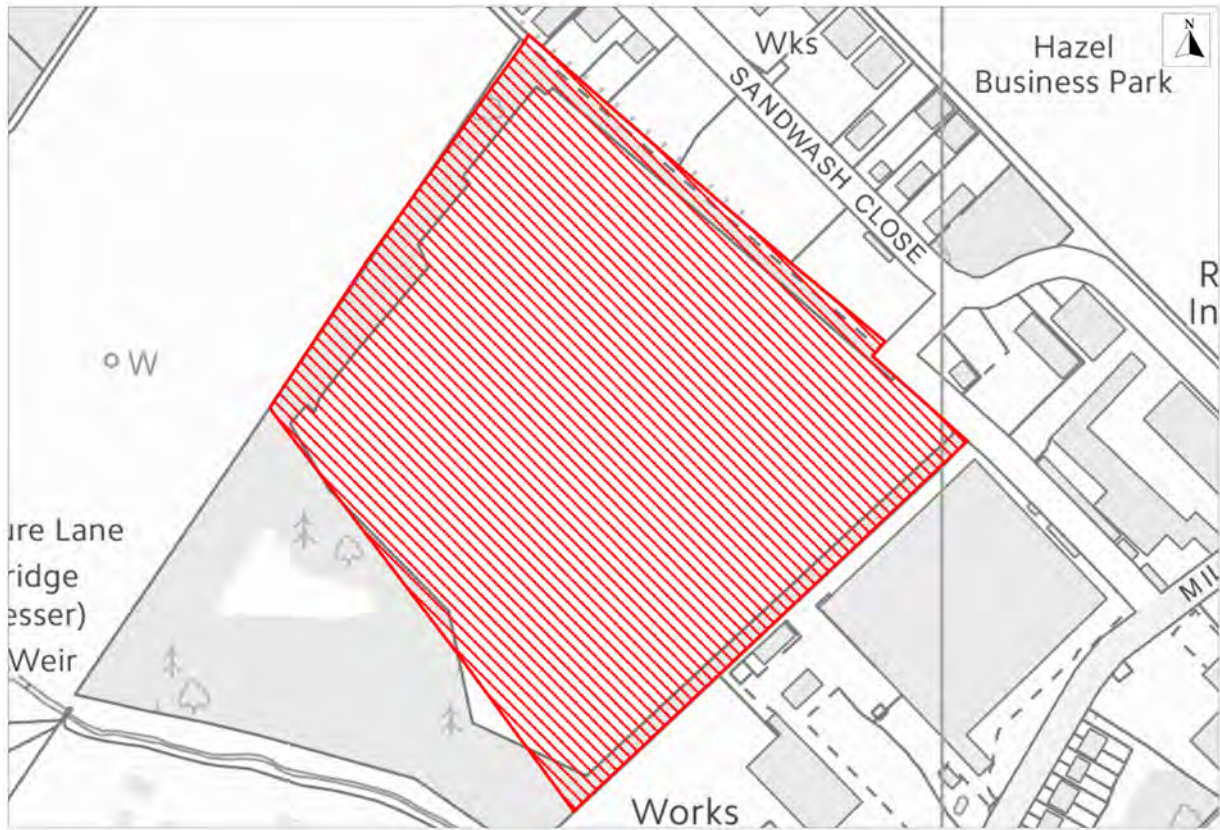 N
Wks
Hazel
Business Park
SANDWASH CLOSE
R
In
W
ure Lane
ridge
esser)
Weir
MIL
Works